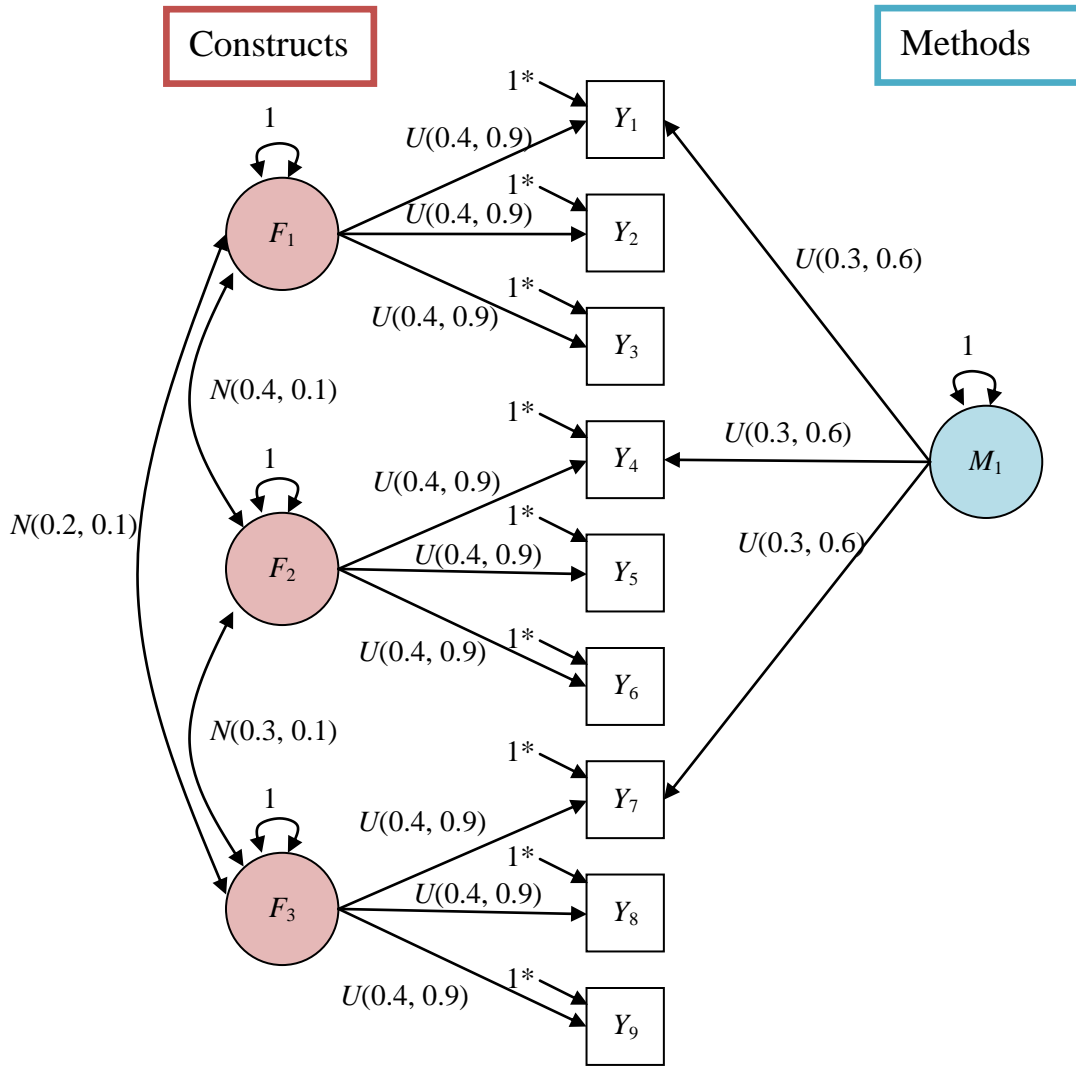 Constructs
Methods
1
1*
Y1
U(0.4, 0.9)
1*
U(0.4, 0.9)
Y2
F1
U(0.3, 0.6)
1*
U(0.4, 0.9)
Y3
1
N(0.4, 0.1)
1*
U(0.3, 0.6)
Y4
M1
1
U(0.4, 0.9)
N(0.2, 0.1)
1*
U(0.3, 0.6)
U(0.4, 0.9)
Y5
F2
1*
U(0.4, 0.9)
Y6
N(0.3, 0.1)
1*
Y7
1
U(0.4, 0.9)
1*
U(0.4, 0.9)
Y8
F3
1*
U(0.4, 0.9)
Y9